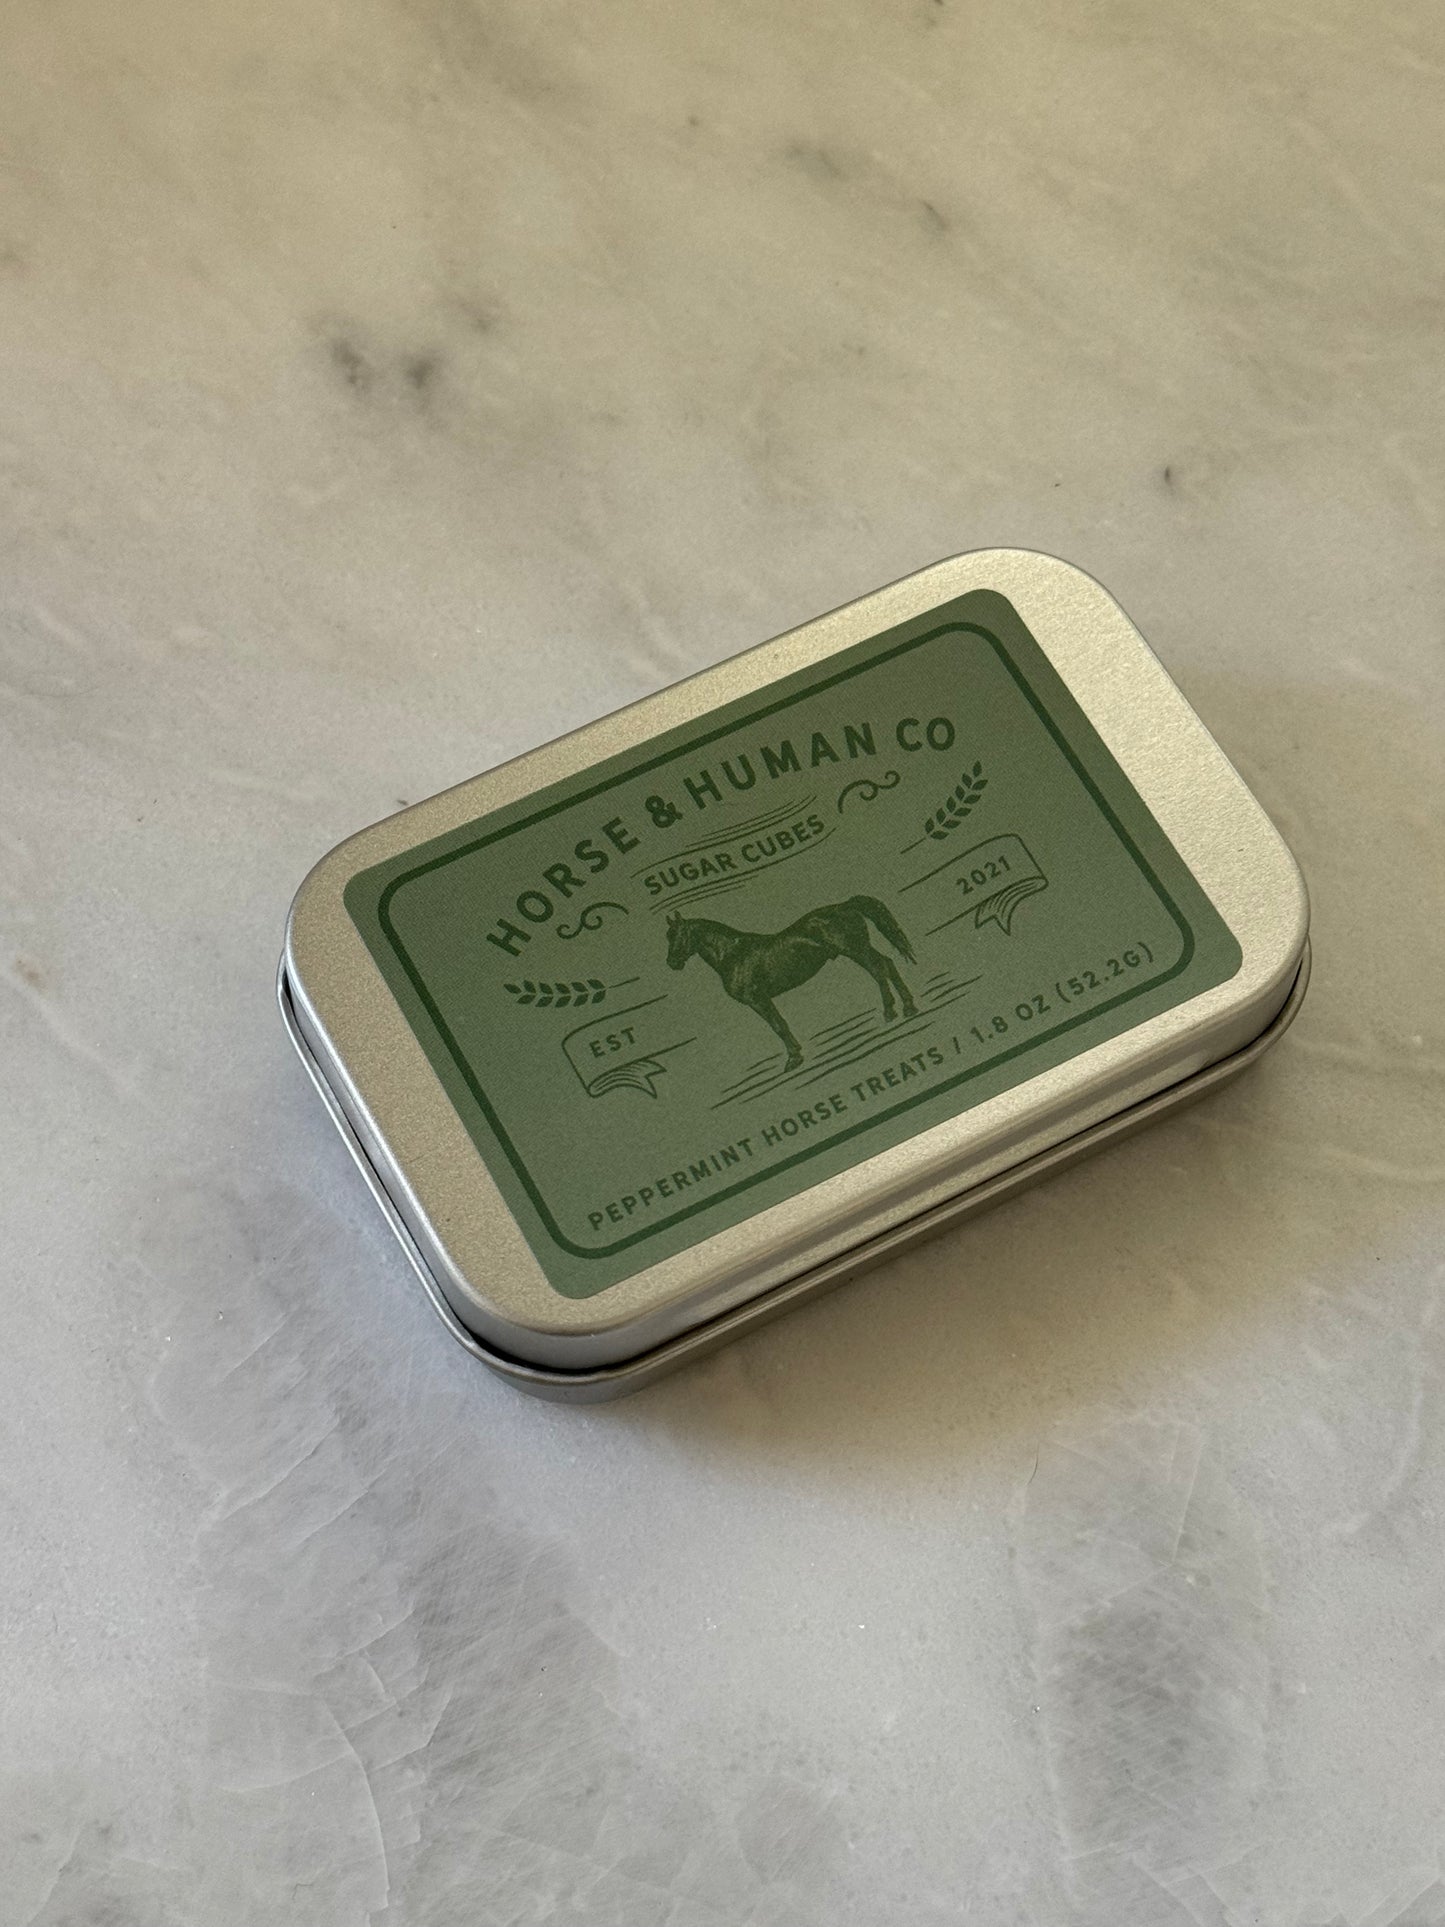 HORSE & HUMAN CO
SUGAR CUBES
EST
2021
PEPPERMINT HORSE TREATS / 1.8 OZ (52.2G)